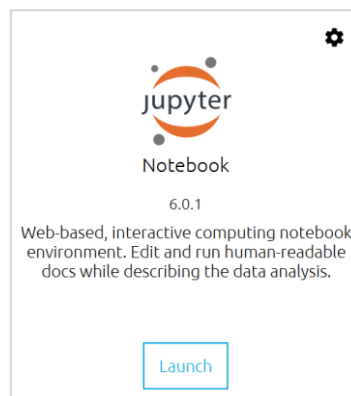 jupyter
Notebook
6.0.1
Web-based, interactive computing notebook
environment. Edit and run human-readable
docs while describing the data analysis.
Launch